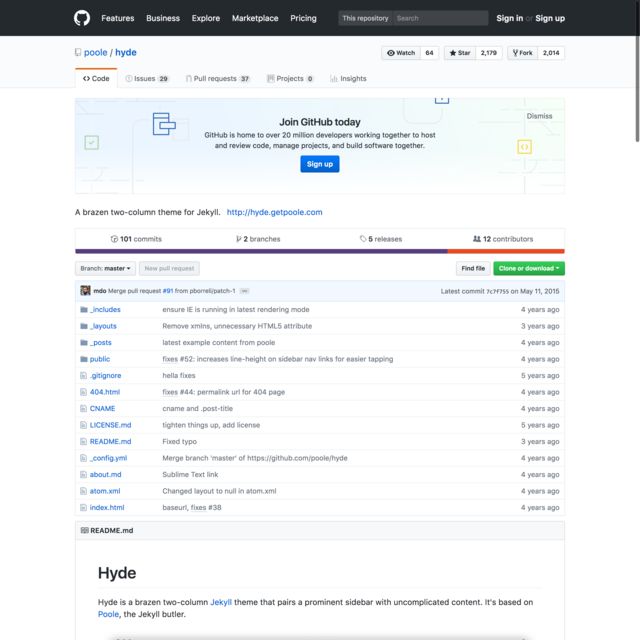 Features Business Explore Marketplace Pricing This repository Search Sign in or Sign up
poole / hyde Watch 64 Star 2,179 Fork 2,014
Code Issues 29 Pull requests 37 Projects 0 Insights
Join GitHub today Dismiss
GitHub is home to over 20 million developers working together to host
and review code, manage projects, and build software together.
Sign up
A brazen two-column theme for Jekyll. http://hyde.getpoole.com
101 commits 2 branches 5 releases 12 contributors
Branch: master New pull request Find file Clone or download
mdo Merge pull request #91 from pborreli/patch-1 Latest commit 7c7f755 on May 11, 2015
_includes ensure IE is running in latest rendering mode 4 years ago
_layouts Remove xmlns, unnecessary HTML5 attribute 3 years ago
_posts latest example content from poole 4 years ago
public fixes #52: increases line-height on sidebar nav links for easier tapping 4 years ago
.gitignore hella fixes 5 years ago
404.html fixes #44: permalink url for 404 page 4 years ago
CNAME cname and .post-title 4 years ago
LICENSE.md tighten things up, add license 5 years ago
README.md Fixed typo 3 years ago
_config.yml Merge branch 'master' of https://github.com/poole/hyde 4 years ago
about.md Sublime Text link 4 years ago
atom.xml Changed layout to null in atom.xml 4 years ago
index.html baseurl, fixes #38 4 years ago
README.md
Hyde
Hyde is a brazen two-column Jekyll theme that pairs a prominent sidebar with uncomplicated content. It's based on
Poole, the Jekyll butler.